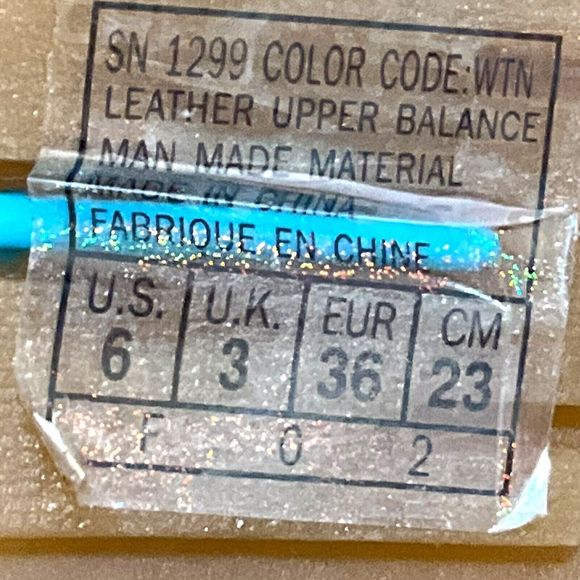 SN 1299 COLOR CODE:WTN
LEATHER UPPER BALANCE
MAN MADE MATERIAL
MADE IN CHINA
FABRIQUE EN CHINE
U.S. U.K. EUR CM
6 3 36 23
F 0 2